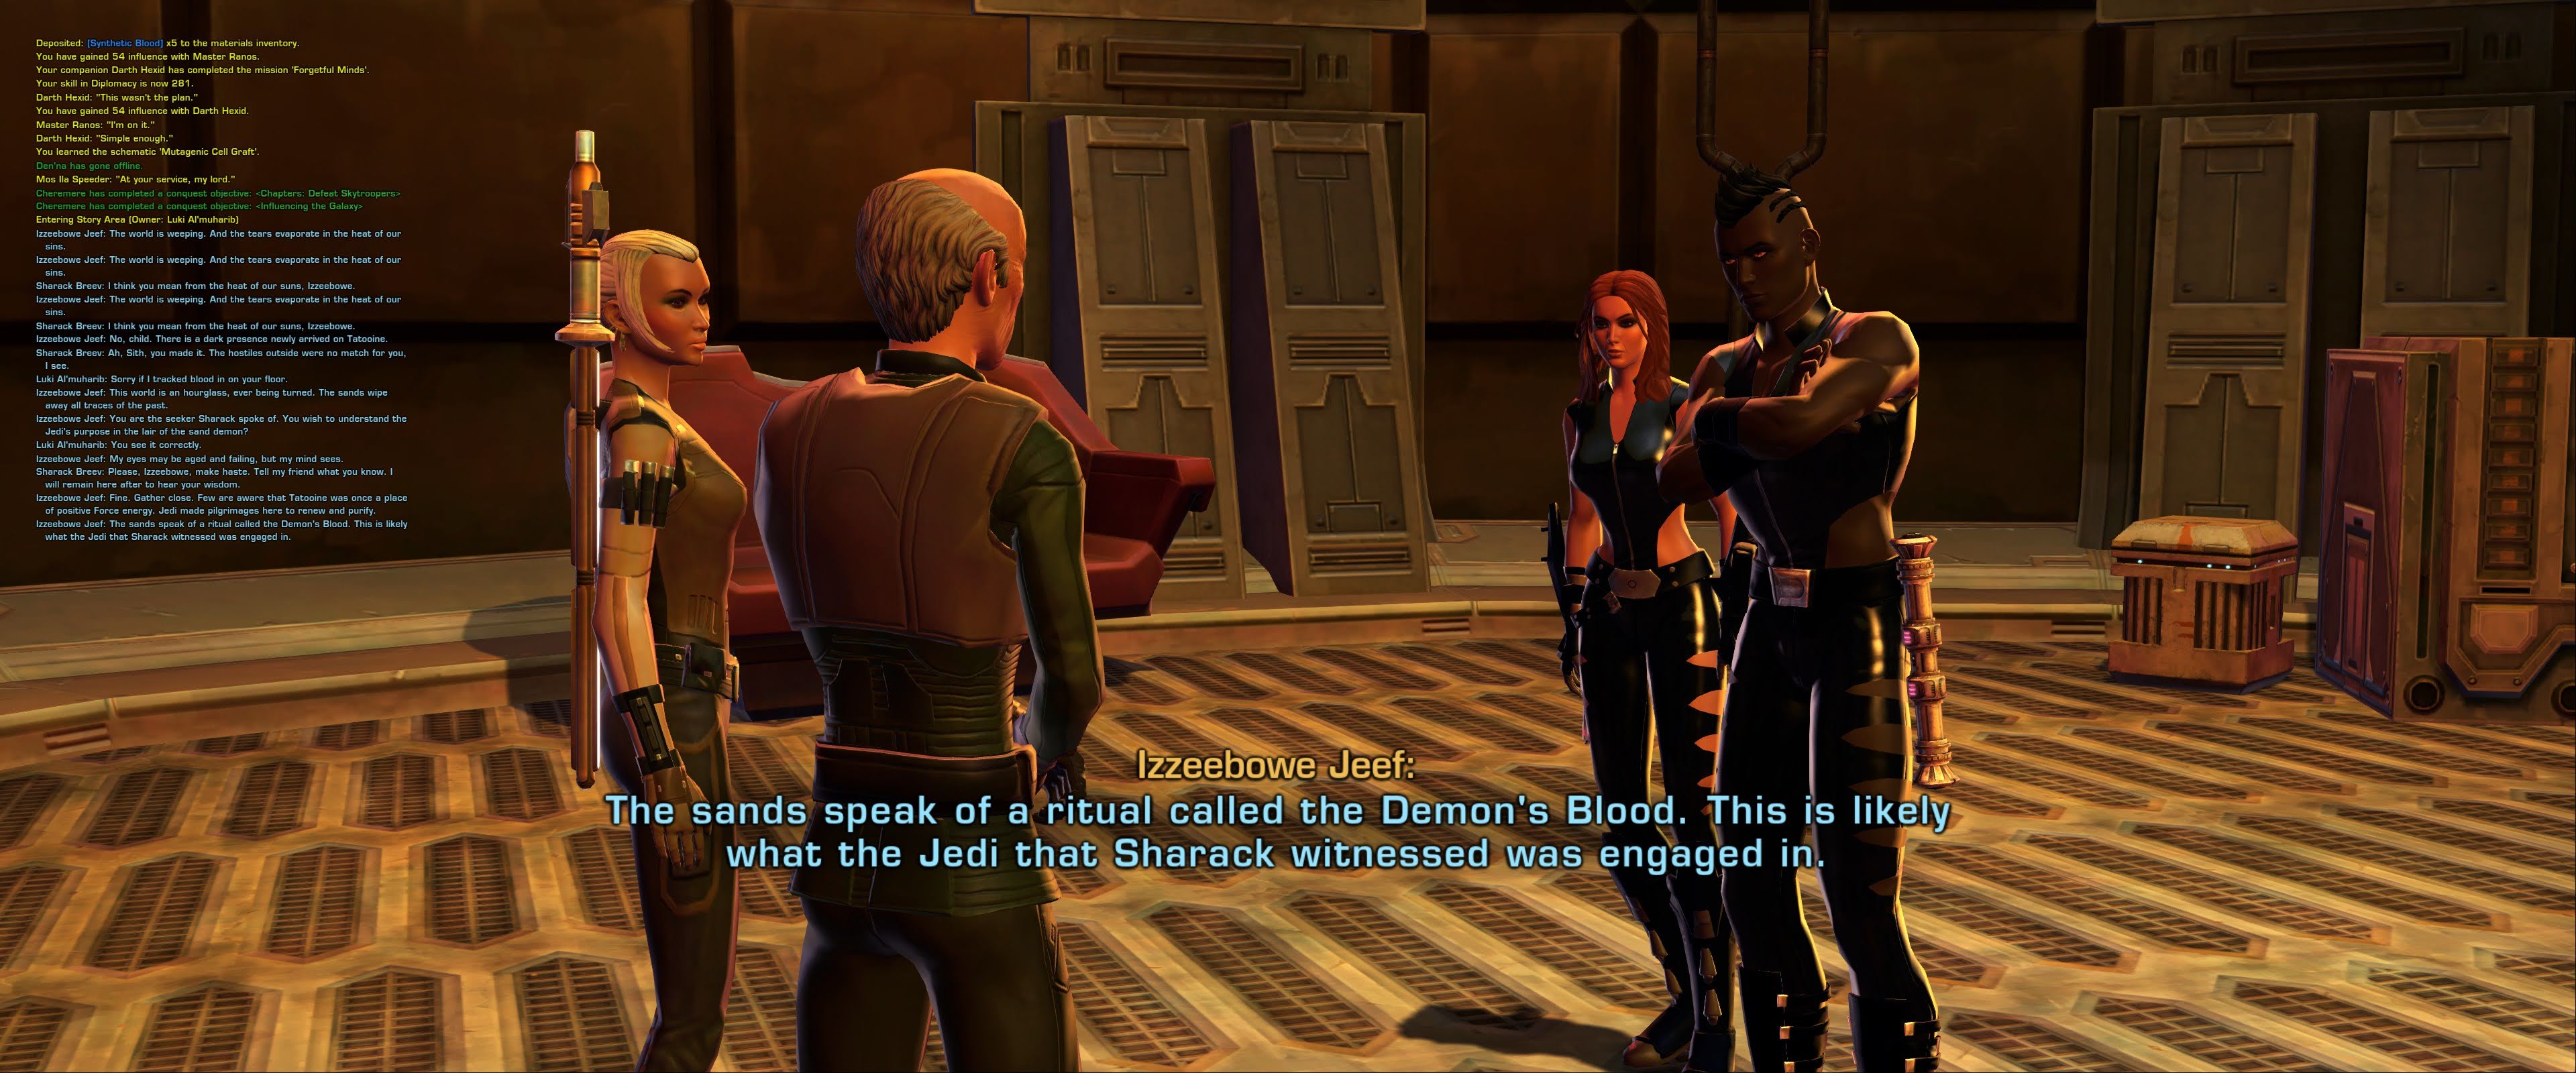 Deposited: [Synthetic Blood] x5 to the materials inventory.
You have gained 54 influence with Master Ranos.
Your companion Darth Hexid has completed the mission 'Forgetful Minds'.
Your skill in Diplomacy is now 281.
Darth Hexid: "This wasn't the plan."
You have gained 54 influence with Darth Hexid.
Master Ranos: "I'm on it."
Darth Hexid: "Simple enough."
You learned the schematic 'Mutagenic Cell Graft'.
Den'na has gone offline.
Mos Ila Speeder: "At your service, my lord."
Cheremere has completed a conquest objective: <Chapters: Defeat Skytroopers>
Cheremere has completed a conquest objective: <Influencing the Galaxy>
Entering Story Area (Owner: Luki Al'muharib)
Izzeebowe Jeef: The world is weeping. And the tears evaporate in the heat of our
sins.
Izzeebowe Jeef: The world is weeping. And the tears evaporate in the heat of our
sins.
Sharack Breev: I think you mean from the heat of our suns, Izzeebowe.
Izzeebowe Jeef: The world is weeping. And the tears evaporate in the heat of our
sins.
Sharack Breev: I think you mean from the heat of our suns, Izzeebowe.
Izzeebowe Jeef: No, child. There is a dark presence newly arrived on Tatooine.
Sharack Breev: Ah, Sith, you made it. The hostiles outside were no match for you,
I see.
Luki Al'muharib: Sorry if I tracked blood in on your floor.
Izzeebowe Jeef: This world is an hourglass, ever being turned. The sands wipe
away all traces of the past.
Izzeebowe Jeef: You are the seeker Sharack spoke of. You wish to understand the
Jedi's purpose in the lair of the sand demon?
Luki Al'muharib: You see it correctly.
Izzeebowe Jeef: My eyes may be aged and failing, but my mind sees.
Sharack Breev: Please, Izzeebowe, make haste. Tell my friend what you know. I
will remain here after to hear your wisdom.
Izzeebowe Jeef: Fine. Gather close. Few are aware that Tatooine was once a place
of positive Force energy. Jedi made pilgrimages here to renew and purify.
Izzeebowe Jeef: The sands speak of a ritual called the Demon's Blood. This is likely
what the Jedi that Sharack witnessed was engaged in.
Izzeebowe Jeef:
The sands speak of a ritual called the Demon's Blood. This is likely
what the Jedi that Sharack witnessed was engaged in.